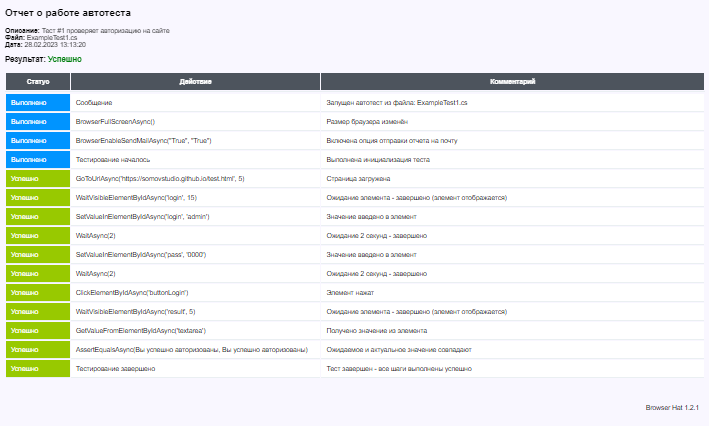 Отчет о работе автотеста
Описание: Тест #1 проверяет авторизацию на сайте
Файл: ExampleTest1.cs
Дата: 28.02.2023 13:13:20
Результат: Успешно
Статус Действие Комментарий
Выполнено Сообщение Запущен автотест из файла: ExampleTest1.cs
Выполнено BrowserFullScreenAsync() Размер браузера изменён
Выполнено BrowserEnableSendMailAsync("True", "True") Включена опция отправки отчета на почту
Выполнено Тестирование началось Выполнена инициализация теста
Успешно GoToUrlAsync('https://somovstudio.github.io/test.html', 5) Страница загружена
Успешно WaitVisibleElementByIdAsync('login', 15) Ожидание элемента - завершено (элемент отображается)
Успешно SetValueInElementByIdAsync('login', 'admin') Значение введено в элемент
Успешно WaitAsync(2) Ожидание 2 секунд - завершено
Успешно SetValueInElementByIdAsync('pass', '0000') Значение введено в элемент
Успешно WaitAsync(2) Ожидание 2 секунд - завершено
Успешно ClickElementByIdAsync('buttonLogin') Элемент нажат
Успешно WaitVisibleElementByIdAsync('result', 5) Ожидание элемента - завершено (элемент отображается)
Успешно GetValueFromElementByIdAsync('textarea') Получено значение из элемента
Успешно AssertEqualsAsync(Вы успешно авторизованы, Вы успешно авторизованы) Ожидаемое и актуальное значение совпадают
Успешно Тестирование завершено Тест завершен - все шаги выполнены успешно
Browser Hat 1.2.1